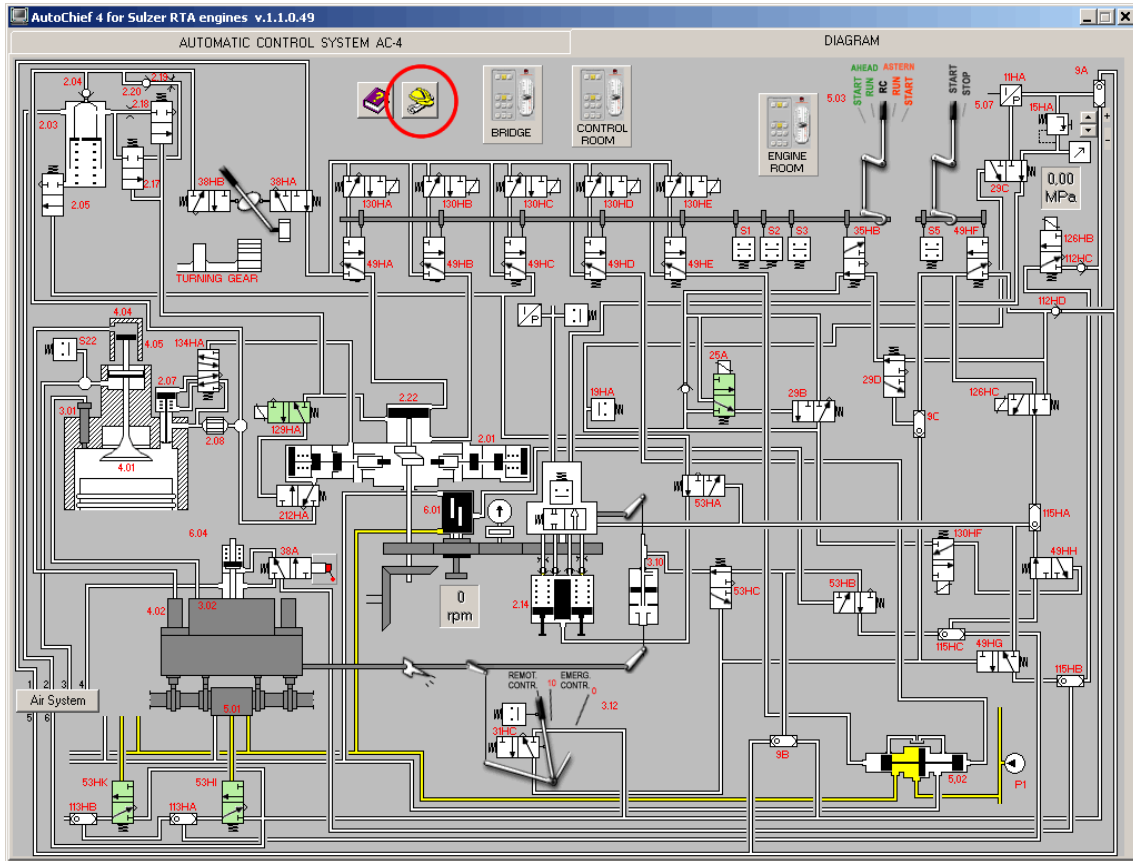 AutoChief 4 for Sulzer RTA engines v.1.1.0.49
AUTOMATIC CONTROL SYSTEM AC-4
DIAGRAM
2.04
2.19
2.20
2.18
2.03
2.17
2.05
38HB
38HA
TURNING GEAR
BRIDGE
CONTROL
ROOM
ENGINE
ROOM
5.03
AHEAD
ASTERN
START
RUN
RC
RUN
START
START
STOP
5.07
11HA
I
P
9A
15HA
+
-
29C
0,00
MPa
126HB
112HC
112HD
130HA
130HB
130HC
130HD
130HE
49HA
49HB
49HC
49HD
49HE
S1
S2
S3
35HB
S5
49HF
I
P
4.04
4.05
S22
134HA
2.07
3.01
2.08
4.01
129HA
2.22
2.01
212HA
25A
19HA
29B
29D
9C
126HC
53HA
115HA
130HF
49HH
6.01
6.04
38A
3.10
53HC
53HB
115HC
49HG
115HB
4.02
3.02
0
rpm
2.14
REMOT.
CONTR.
10
EMERG.
CONTR.
0
3.12
31HC
1 2 3 4
Air System
5 6
5.01
53HK
53HI
113HB
113HA
9B
5,02
P1